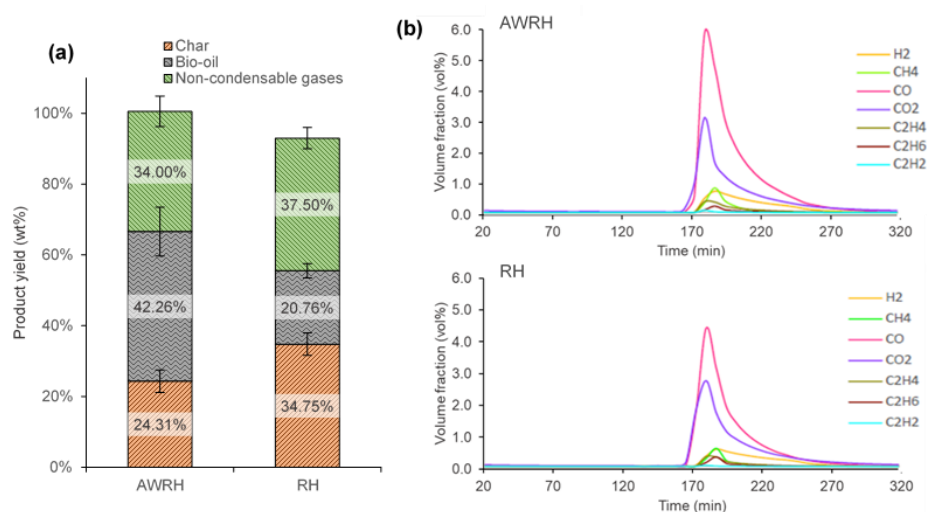 (a)
Char
Bio-oil
Non-condensable gases
Product yield (wt%)
100%
80%
60%
40%
20%
0%
34.00%
42.26%
24.31%
37.50%
20.76%
34.75%
AWRH
RH
(b)
AWRH
Volume fraction (vol%)
6.0
5.0
4.0
3.0
2.0
1.0
0.0
20
70
120
170
220
270
320
Time (min)
H2
CH4
CO
CO2
C2H4
C2H6
C2H2
RH
Volume fraction (vol%)
6.0
5.0
4.0
3.0
2.0
1.0
0.0
20
70
120
170
220
270
320
Time (min)
H2
CH4
CO
CO2
C2H4
C2H6
C2H2